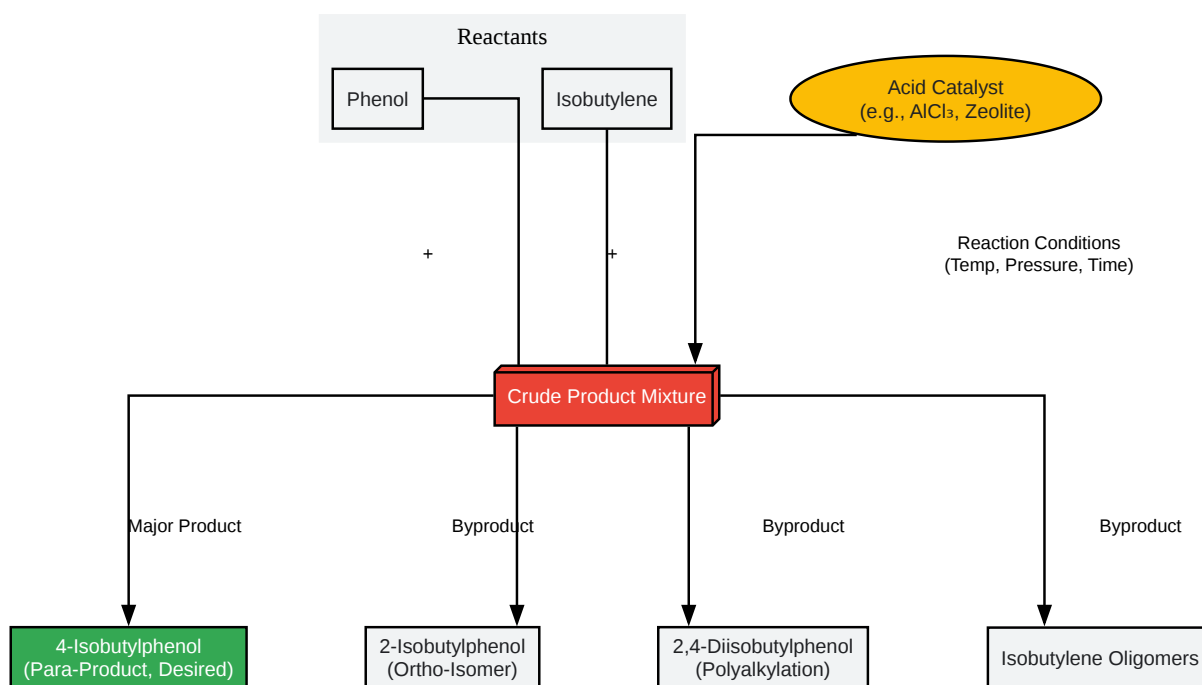 Reactants
Phenol
Isobutylene
Acid Catalyst
(e.g., AlCl₃, Zeolite)
+
+
Reaction Conditions
(Temp, Pressure, Time)
Crude Product Mixture
Major Product
Byproduct
Byproduct
Byproduct
4-Isobutylphenol
(Para-Product, Desired)
2-Isobutylphenol
(Ortho-Isomer)
2,4-Diisobutylphenol
(Polyalkylation)
Isobutylene Oligomers